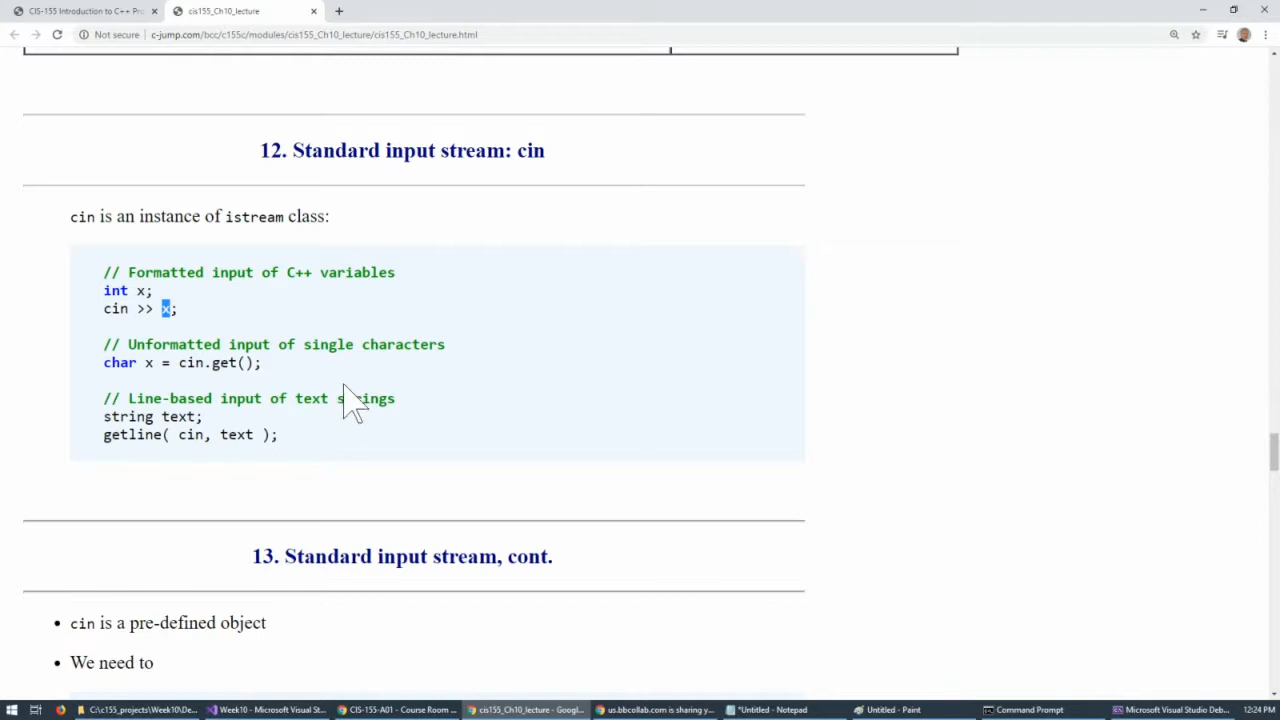 CIS-155 Introduction to C++ Pro
cis155_Ch10_lecture
Not secure
c-jump.com/bcc/c155c/modules/cis155_Ch10_lecture/cis155_Ch10_lecture.html
12. Standard input stream: cin
cin is an instance of istream class:
// Formatted input of C++ variables
int x;
cin >> x;
// Unformatted input of single characters
char x = cin.get();
// Line-based input of text strings
string text;
getline( cin, text );
13. Standard input stream, cont.
• cin is a pre-defined object
• We need to
C:\c155_projects\Week10\De...
Week10 - Microsoft Visual St...
CIS-155-A01 - Course Room ...
cis155_Ch10_lecture - Googl...
us.bbcollab.com is sharing y...
*Untitled - Notepad
Untitled - Paint
Command Prompt
Microsoft Visual Studio Deb...
12:24 PM